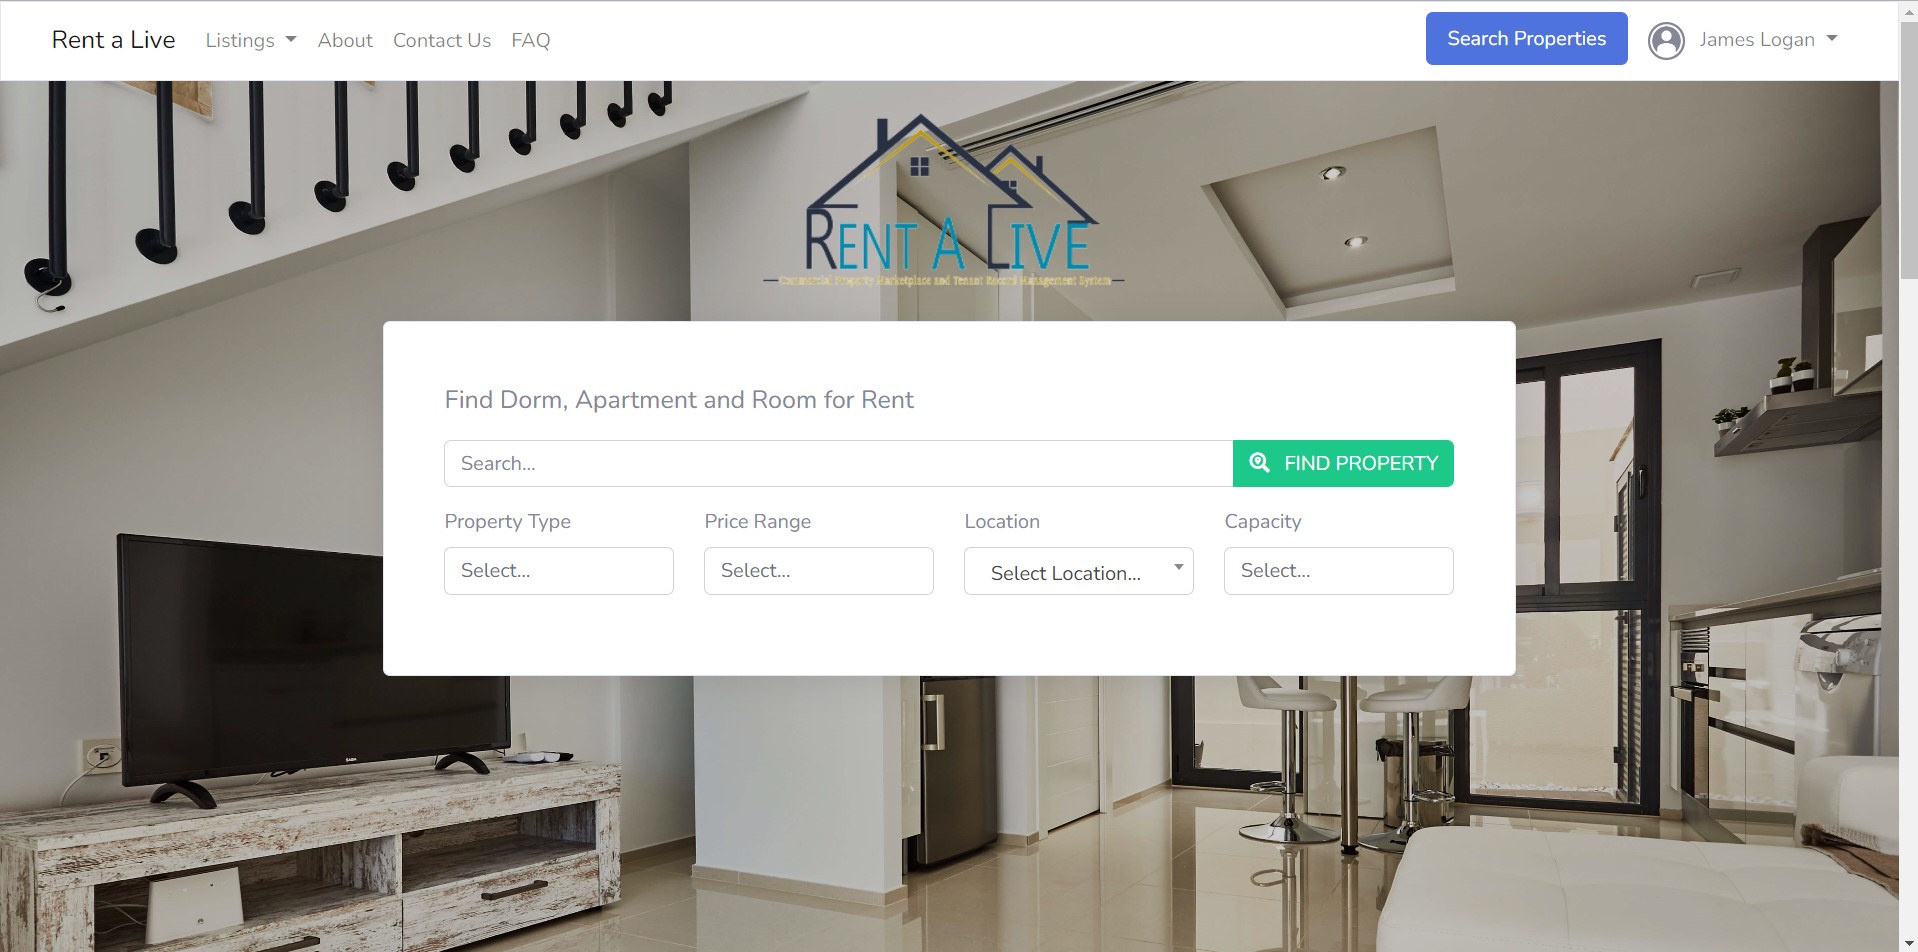 Rent a Live Listings About Contact Us FAQ Search Properties James Logan
RENT A LIVE
Commercial Property Marketplace and Tenant Record Management System
Find Dorm, Apartment and Room for Rent
Search... FIND PROPERTY
Property Type Price Range Location Capacity
Select... Select... Select Location... Select...